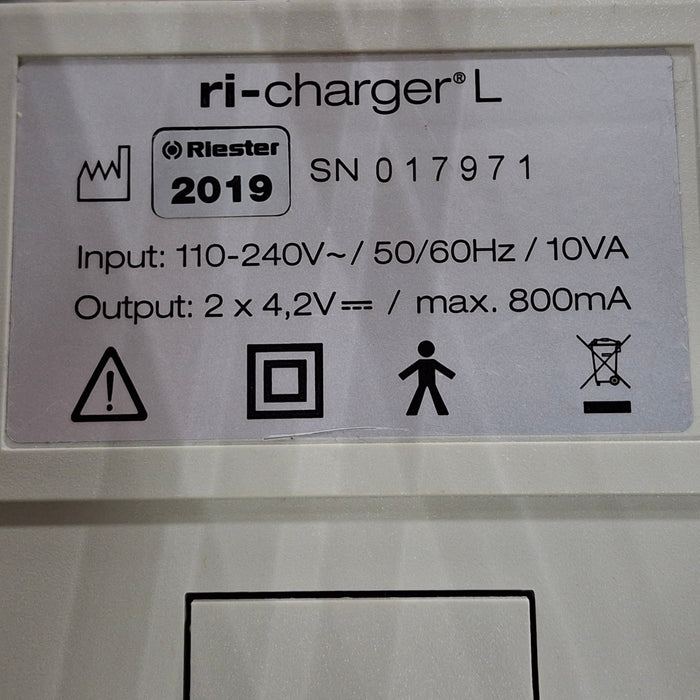 ri-charger® L
Riester
2019
SN 017971
Input: 110-240V~/ 50/60Hz / 10VA
Output: 2 x 4,2V⎓ / max. 800mA